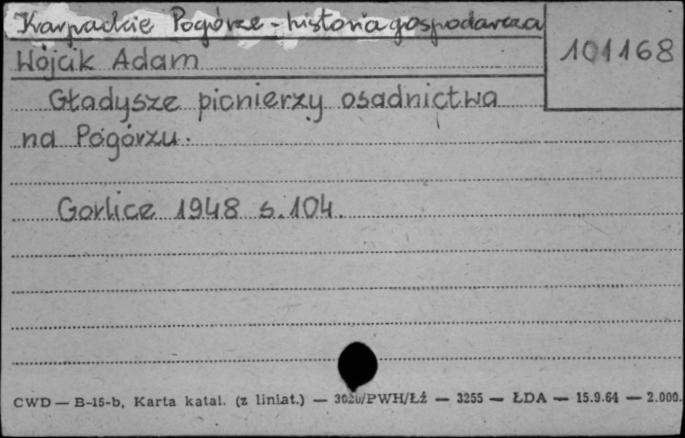 Karpackie Pogórze - historia gospodarcza
101168
Wójcik Adam
Gładysze pionierzy osadnictwa
na Pogórzu.
Gorlice 1948 s. 104.
CWD — B-15-b, Karta katal. (z liniat.) — 3020/PWH/Łź — 3255 — ŁDA — 15.9.64 — 2.000.